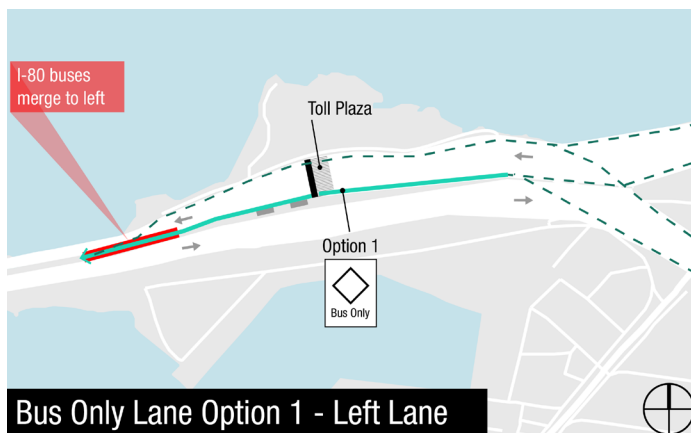 I-80 buses
merge to left
Toll Plaza
Option 1
Bus Only
Bus Only Lane Option 1 - Left Lane